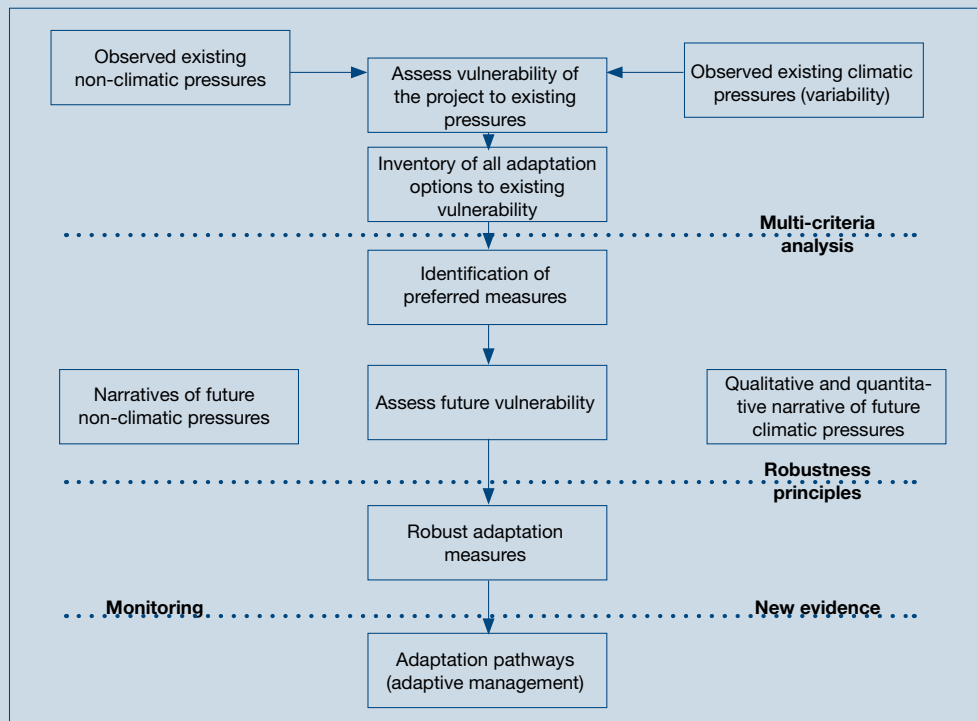 Observed existing
non-climatic pressures
Assess vulnerability of
the project to existing
pressures
Observed existing climatic
pressures (variability)
Inventory of all adaptation
options to existing
vulnerability
Multi-criteria
analysis
Identification of
preferred measures
Narratives of future
non-climatic pressures
Assess future vulnerability
Qualitative and quantita-
tive narrative of future
climatic pressures
Robustness
principles
Robust adaptation
measures
Monitoring
New evidence
Adaptation pathways
(adaptive management)